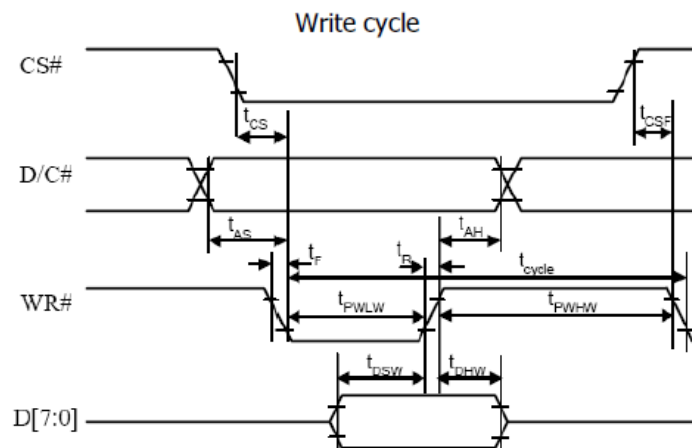 Write cycle
CS#
tCS
tCSF
D/C#
tAS
tF
tR
tAH
tcycle
WR#
tPWLW
tPWHW
tDSW
tDHW
D[7:0]